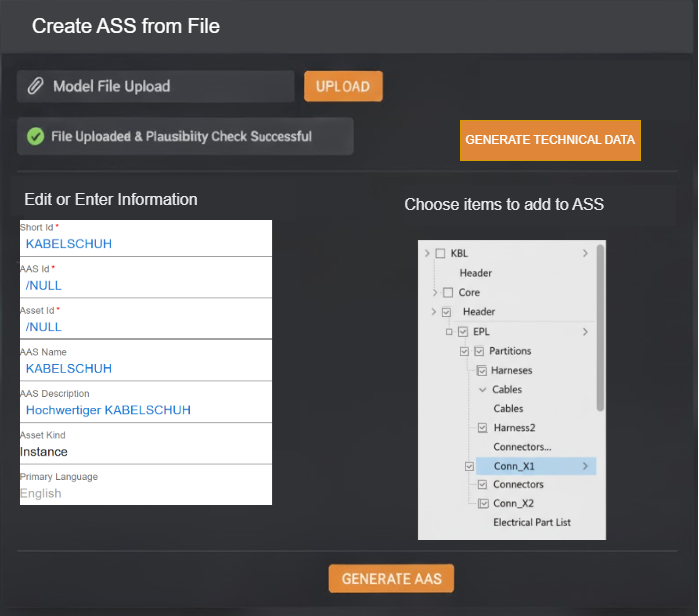 Create ASS from File
Model File Upload
UPLOAD
File Uploaded & Plausibility Check Successful
GENERATE TECHNICAL DATA
Edit or Enter Information
Short Id *
KABELSCHUH
AAS Id *
/NULL
Asset Id *
/NULL
AAS Name
KABELSCHUH
AAS Description
Hochwertiger KABELSCHUH
Asset Kind
Instance
Primary Language
English
Choose items to add to ASS
KBL
Header
Core
Header
EPL
Partitions
Harneses
Cables
Cables
Harness2
Connectors...
Conn_X1
Connectors
Conn_X2
Electrical Part List
GENERATE AAS